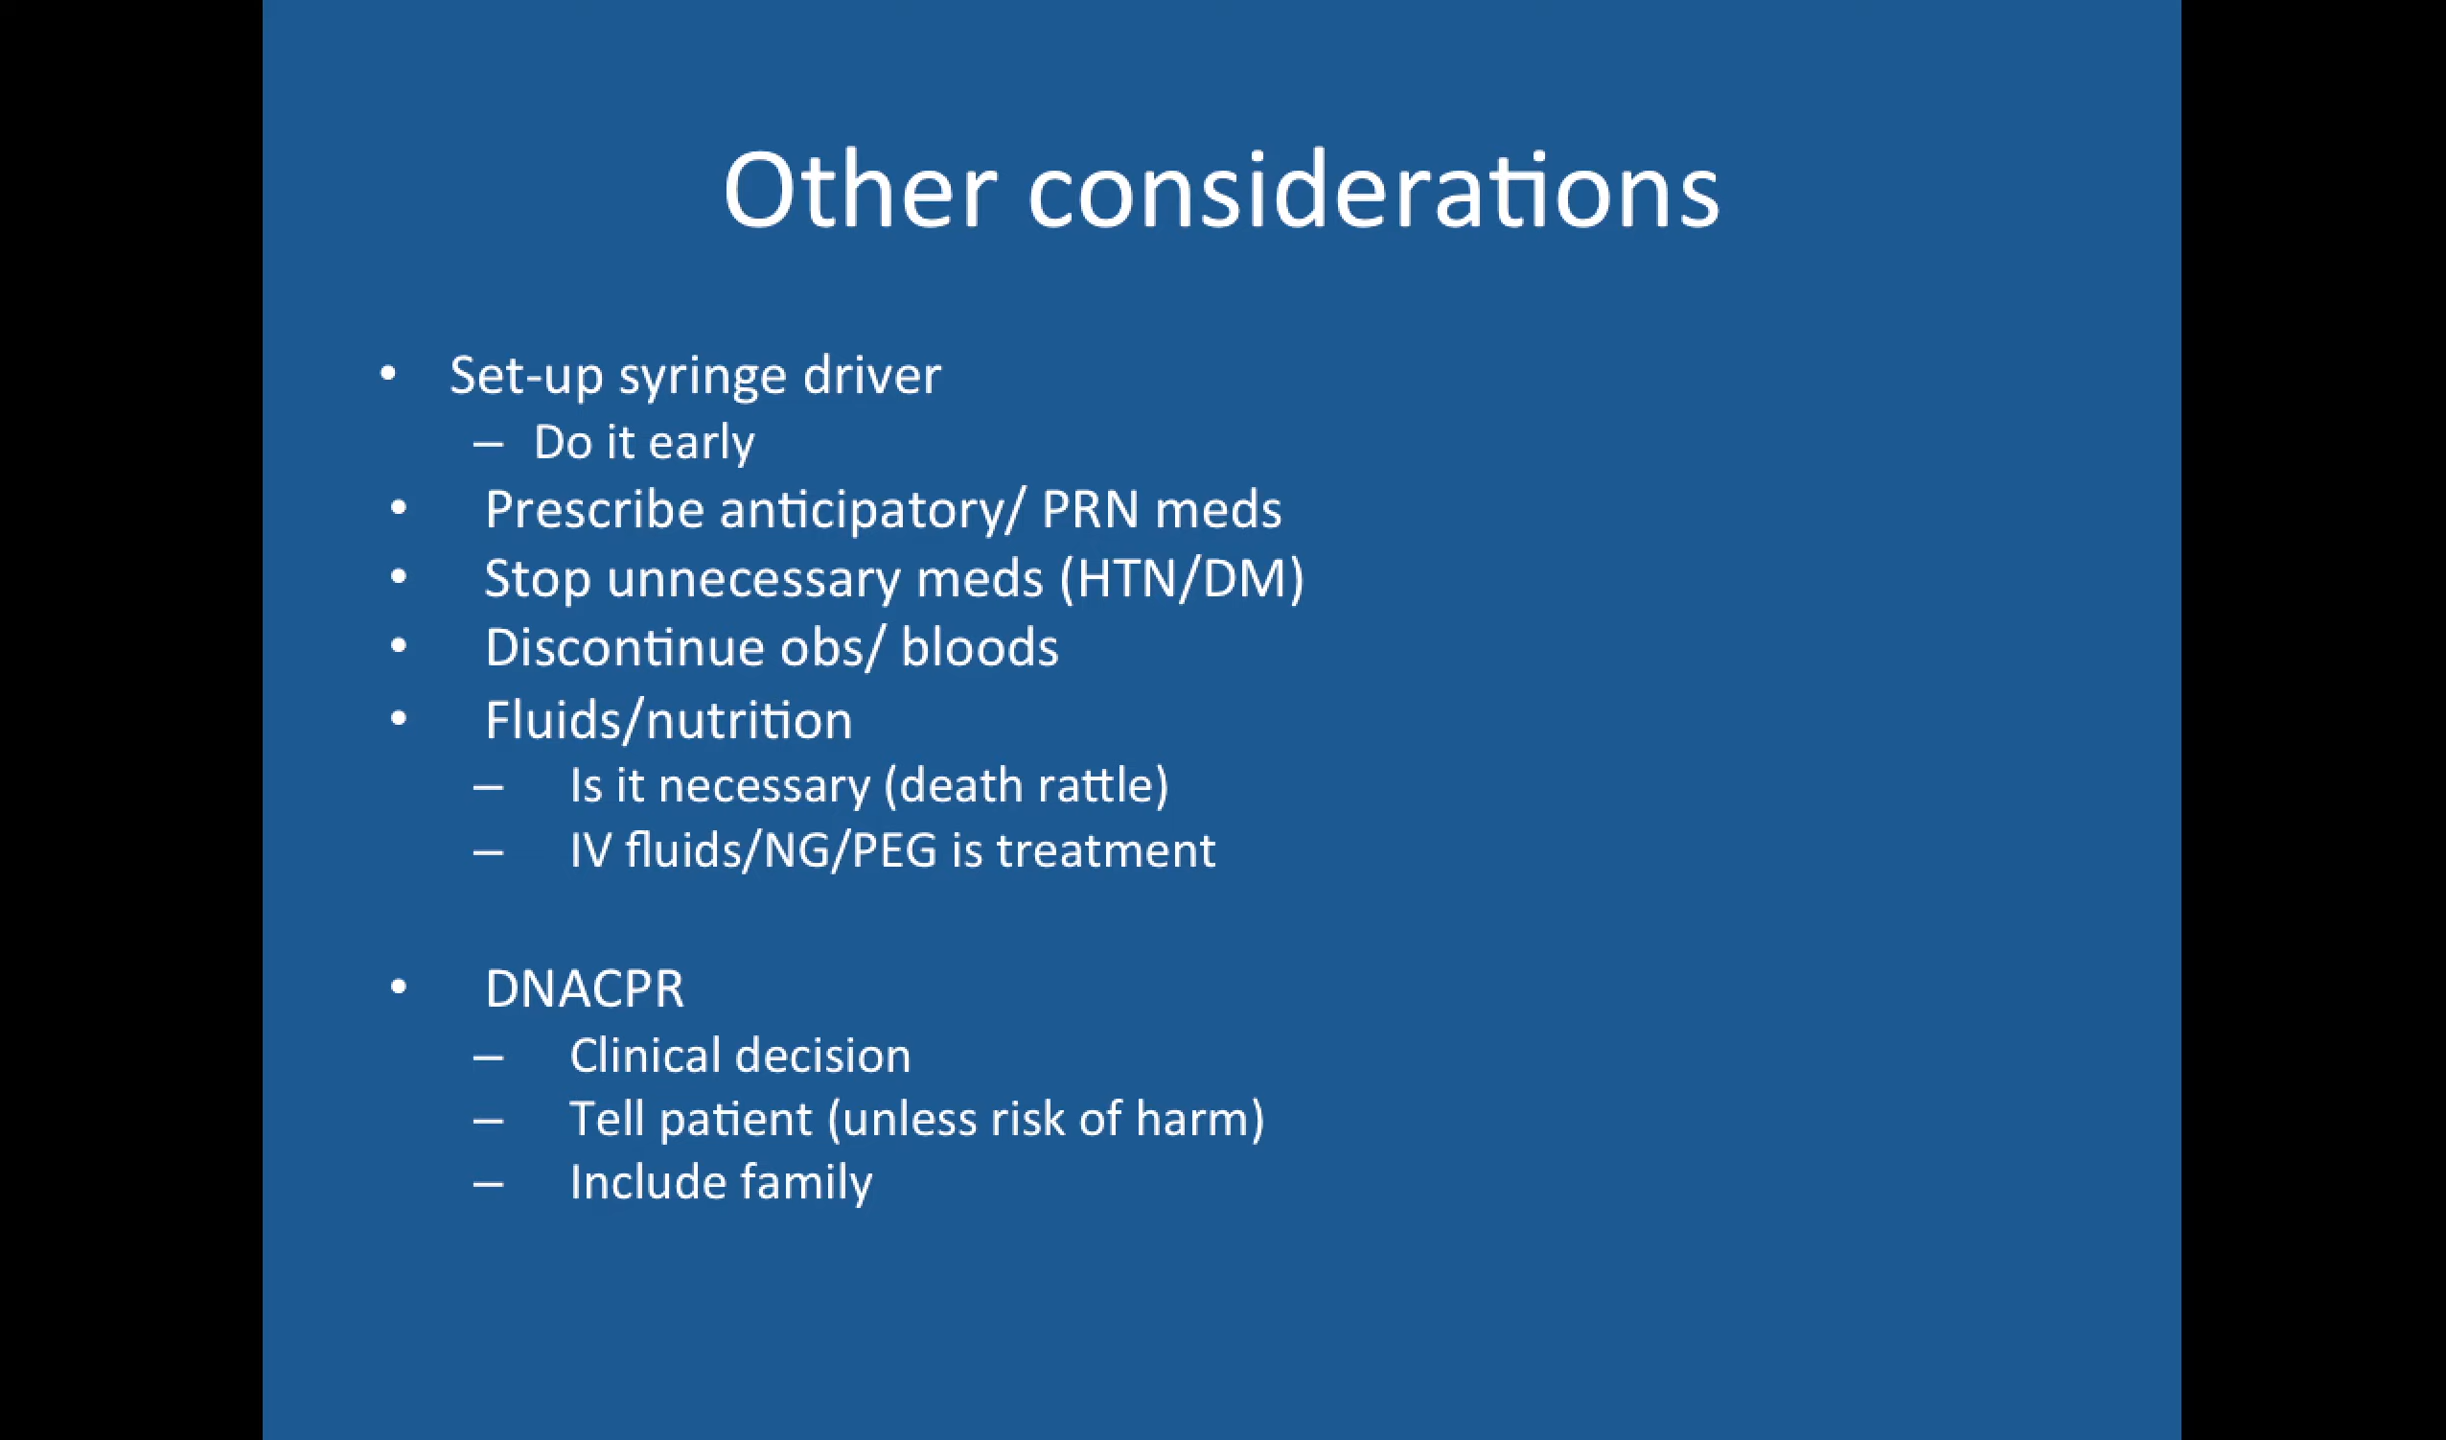 Other considerations
• Set-up syringe driver
– Do it early
• Prescribe anticipatory/ PRN meds
• Stop unnecessary meds (HTN/DM)
• Discontinue obs/ bloods
• Fluids/nutrition
– Is it necessary (death rattle)
– IV fluids/NG/PEG is treatment
• DNACPR
– Clinical decision
– Tell patient (unless risk of harm)
– Include family